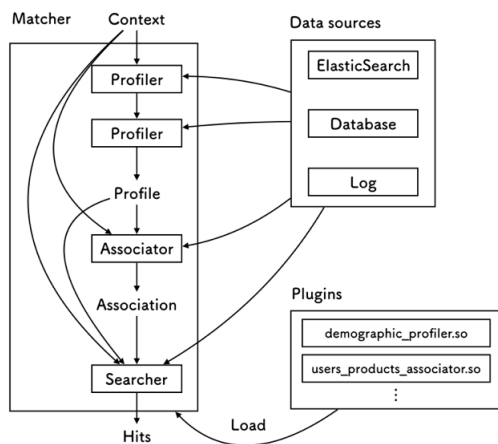 Matcher
Context
Profiler
Profiler
Profile
Associator
Association
Searcher
Hits
Data sources
ElasticSearch
Database
Log
Plugins
demographic_profiler.so
users_products_associator.so
⋮
Load